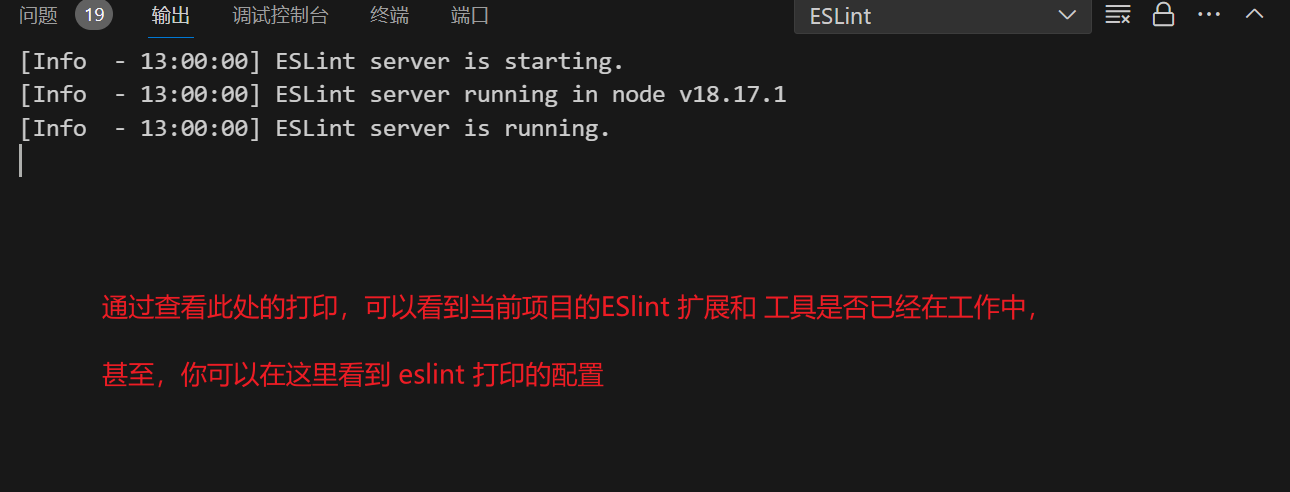 问题 19 输出 调试控制台 终端 端口 ESLint
[Info  - 13:00:00] ESLint server is starting.
[Info  - 13:00:00] ESLint server running in node v18.17.1
[Info  - 13:00:00] ESLint server is running.
通过查看此处的打印，可以看到当前项目的ESlint 扩展和 工具是否已经在工作中，
甚至，你可以在这里看到 eslint 打印的配置